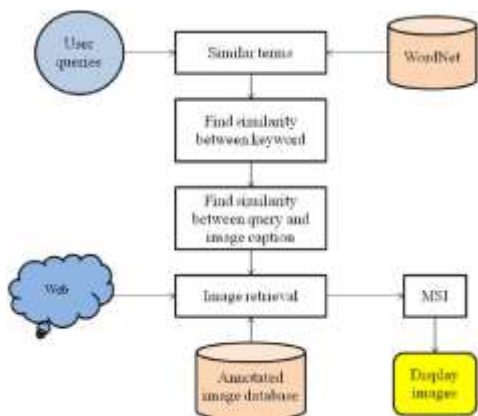 User
queries
Similar terms
WordNet
Find similarity
between keyword
Find similarity
between query and
image caption
Web
Image retrieval
MSI
Annotated
image database
Display
images